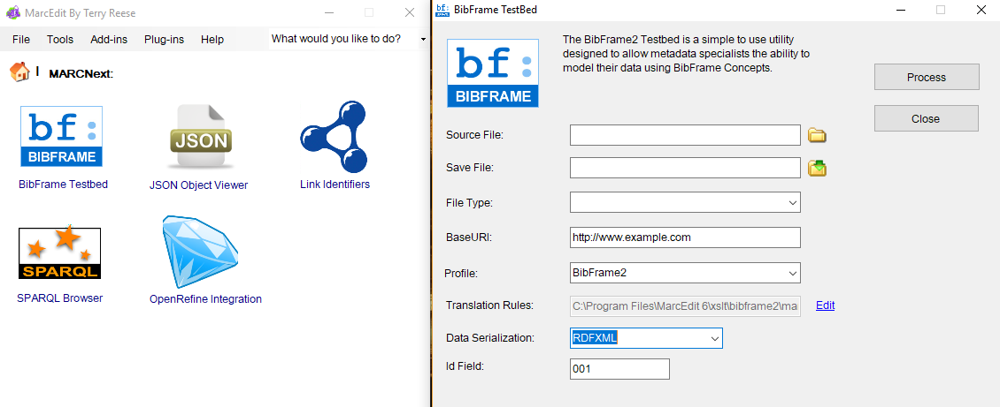 MarcEdit By Terry Reese
File Tools Add-ins Plug-ins Help What would you like to do?
MARCNext:
bf:
BIBFRAME
BibFrame Testbed
JSON
JSON Object Viewer
Link Identifiers
SPARQL
SPARQL Browser
OpenRefine Integration
bf:
BibFrame TestBed
bf:
BIBFRAME
The BibFrame2 Testbed is a simple to use utility
designed to allow metadata specialists the ability to
model their data using BibFrame Concepts.
Process
Close
Source File:
Save File:
File Type:
BaseURI: http://www.example.com
Profile: BibFrame2
Translation Rules: C:\Program Files\MarcEdit 6\xslt\bibframe2\ma Edit
Data Serialization: RDFXML
Id Field: 001